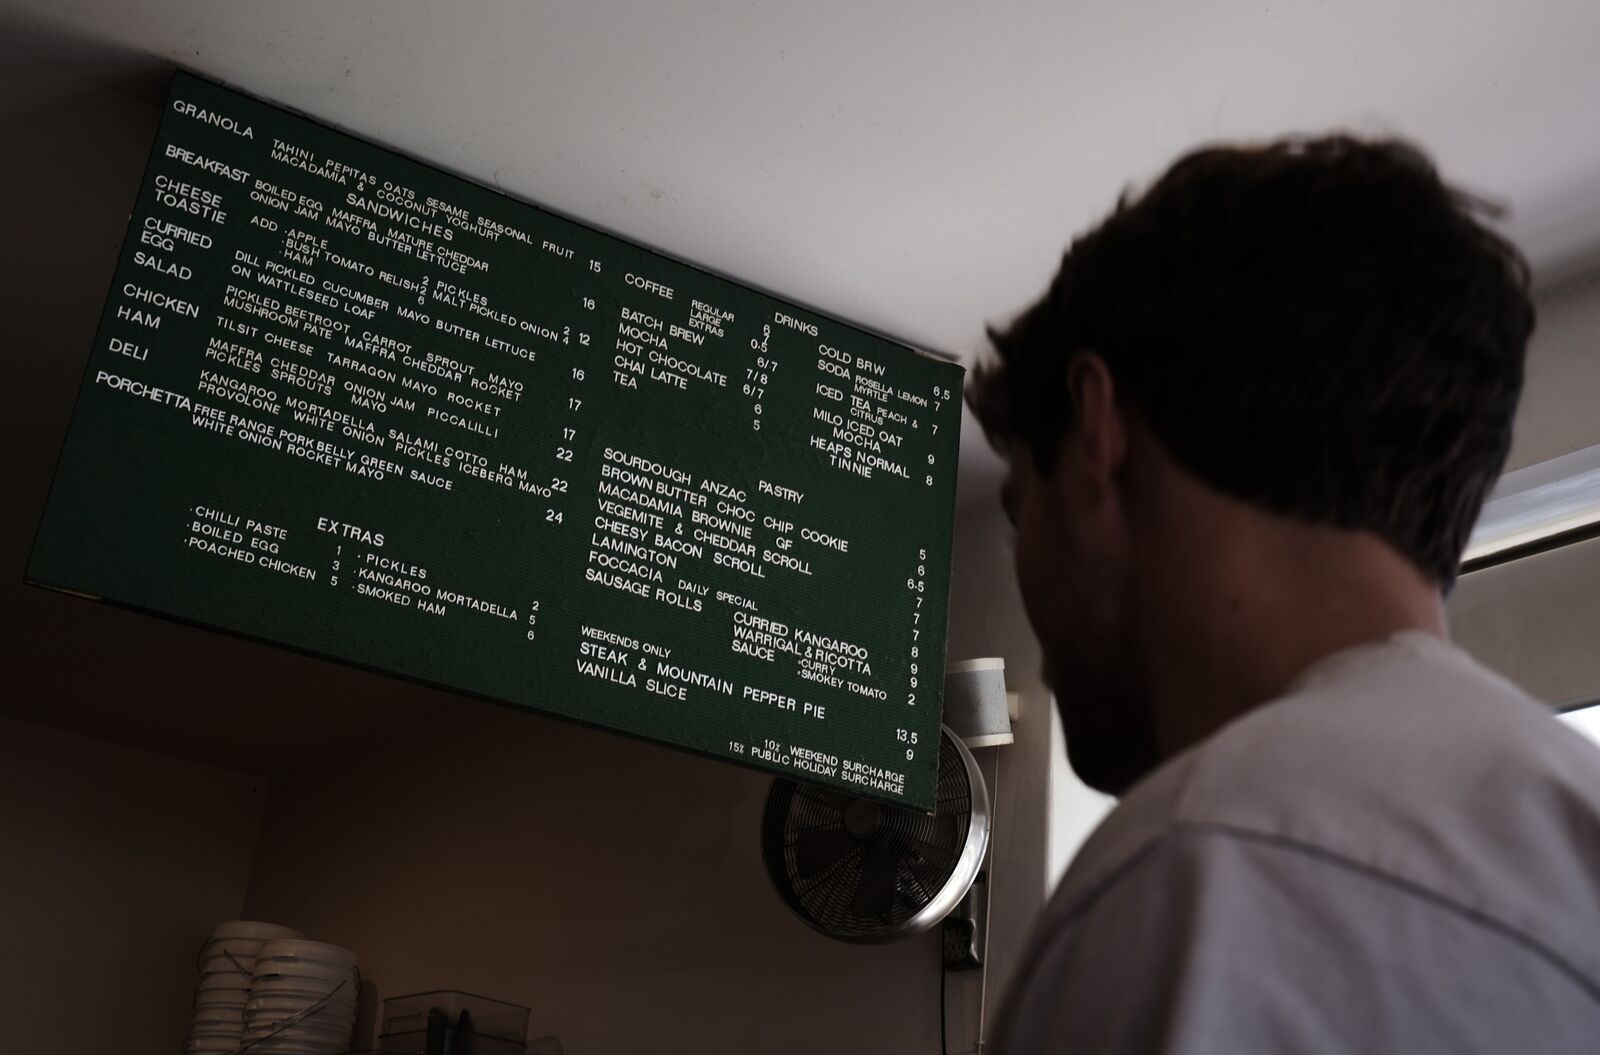 GRANOLA
TAHINI PEPITAS OATS SESAME SEASONAL FRUIT
MACADAMIA & COCONUT YOGHURT 15
SANDWICHES
BREAKFAST BOILED EGG MAFFRA MATURE CHEDDAR
ONION JAM MAYO BUTTER LETTUCE 16
CHEESE
TOASTIE
ADD ·APPLE 2 PICKLES 2
·BUSH TOMATO RELISH 2 MALT PICKLED ONION 4
·HAM 6
12
CURRIED
EGG
DILL PICKLED CUCUMBER MAYO BUTTER LETTUCE
ON WATTLESEED LOAF 16
SALAD
PICKLED BEETROOT CARROT SPROUT MAYO
MUSHROOM PATE MAFFRA CHEDDAR ROCKET 17
CHICKEN
TILSIT CHEESE TARRAGON MAYO ROCKET 17
HAM
MAFFRA CHEDDAR ONION JAM PICCALILLI
PICKLES SPROUTS MAYO 22
DELI
KANGAROO MORTADELLA SALAMI COTTO HAM
PROVOLONE WHITE ONION PICKLES ICEBERG MAYO 22
PORCHETTA FREE RANGE PORK BELLY GREEN SAUCE
WHITE ONION ROCKET MAYO 24
EXTRAS
·CHILLI PASTE 1
·BOILED EGG 3
·POACHED CHICKEN 5
·PICKLES 2
·KANGAROO MORTADELLA 5
·SMOKED HAM 6
COFFEE REGULAR 6
LARGE 7
EXTRAS 0.5
BATCH BREW 6/7
MOCHA 7/8
HOT CHOCOLATE 6/7
CHAI LATTE 6
TEA 5
DRINKS
COLD BRW 6.5
SODA ROSELLA LEMON
MYRTLE 7
ICED TEA PEACH &
CITRUS 7
MILO ICED OAT
MOCHA 9
HEAPS NORMAL
TINNIE 8
PASTRY
SOURDOUGH ANZAC 5
BROWN BUTTER CHOC CHIP COOKIE 6
MACADAMIA BROWNIE GF 6.5
VEGEMITE & CHEDDAR SCROLL 7
CHEESY BACON SCROLL 7
LAMINGTON 7
FOCCACIA DAILY SPECIAL 8
SAUSAGE ROLLS CURRIED KANGAROO 9
WARRIGAL & RICOTTA 9
SAUCE ·CURRY
·SMOKEY TOMATO 2
WEEKENDS ONLY
STEAK & MOUNTAIN PEPPER PIE 13.5
VANILLA SLICE 9
10% WEEKEND SURCHARGE
15% PUBLIC HOLIDAY SURCHARGE